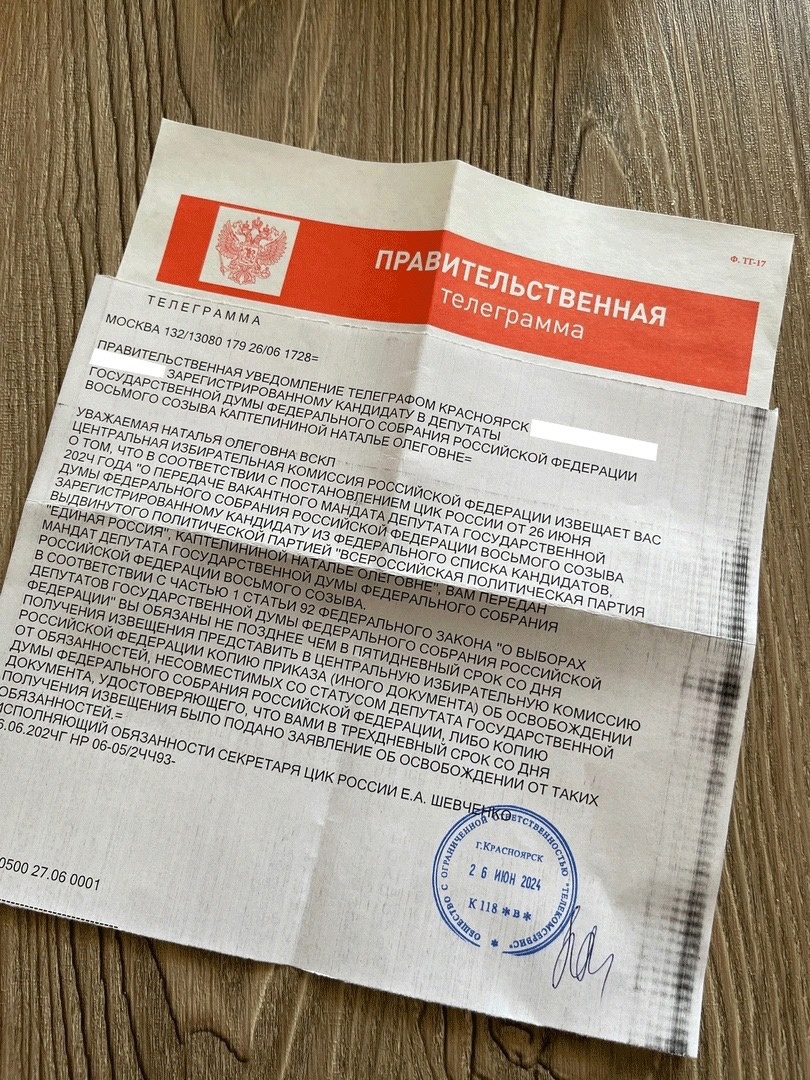 ПРАВИТЕЛЬСТВЕННАЯ
телеграмма
Ф. ТГ-17
ТЕЛЕГРАММА
МОСКВА 132/13080 179 26/06 1728=
ПРАВИТЕЛЬСТВЕННАЯ УВЕДОМЛЕНИЕ ТЕЛЕГРАФОМ КРАСНОЯРСК
ЗАРЕГИСТРИРОВАННОМУ КАНДИДАТУ В ДЕПУТАТЫ
ГОСУДАРСТВЕННОЙ ДУМЫ ФЕДЕРАЛЬНОГО СОБРАНИЯ РОССИЙСКОЙ ФЕДЕРАЦИИ
ВОСЬМОГО СОЗЫВА КАПТЕЛИНИНОЙ НАТАЛЬЕ ОЛЕГОВНЕ=
УВАЖАЕМАЯ НАТАЛЬЯ ОЛЕГОВНА ВСКЛ
ЦЕНТРАЛЬНАЯ ИЗБИРАТЕЛЬНАЯ КОМИССИЯ РОССИЙСКОЙ ФЕДЕРАЦИИ ИЗВЕЩАЕТ ВАС
О ТОМ, ЧТО В СООТВЕТСТВИИ С ПОСТАНОВЛЕНИЕМ ЦИК РОССИИ ОТ 26 ИЮНЯ
202Ч ГОДА "О ПЕРЕДАЧЕ ВАКАНТНОГО МАНДАТА ДЕПУТАТА ГОСУДАРСТВЕННОЙ
ДУМЫ ФЕДЕРАЛЬНОГО СОБРАНИЯ РОССИЙСКОЙ ФЕДЕРАЦИИ ВОСЬМОГО СОЗЫВА
ЗАРЕГИСТРИРОВАННОМУ КАНДИДАТУ ИЗ ФЕДЕРАЛЬНОГО СПИСКА КАНДИДАТОВ,
ВЫДВИНУТОГО ПОЛИТИЧЕСКОЙ ПАРТИЕЙ "ВСЕРОССИЙСКАЯ ПОЛИТИЧЕСКАЯ ПАРТИЯ
"ЕДИНАЯ РОССИЯ", КАПТЕЛИНИНОЙ НАТАЛЬЕ ОЛЕГОВНЕ", ВАМ ПЕРЕДАН
МАНДАТ ДЕПУТАТА ГОСУДАРСТВЕННОЙ ДУМЫ ФЕДЕРАЛЬНОГО СОБРАНИЯ
РОССИЙСКОЙ ФЕДЕРАЦИИ ВОСЬМОГО СОЗЫВА.
В СООТВЕТСТВИИ С ЧАСТЬЮ 1 СТАТЬИ 92 ФЕДЕРАЛЬНОГО ЗАКОНА "О ВЫБОРАХ
ДЕПУТАТОВ ГОСУДАРСТВЕННОЙ ДУМЫ ФЕДЕРАЛЬНОГО СОБРАНИЯ РОССИЙСКОЙ
ФЕДЕРАЦИИ" ВЫ ОБЯЗАНЫ НЕ ПОЗДНЕЕ ЧЕМ В ПЯТИДНЕВНЫЙ СРОК СО ДНЯ
ПОЛУЧЕНИЯ ИЗВЕЩЕНИЯ ПРЕДСТАВИТЬ В ЦЕНТРАЛЬНУЮ ИЗБИРАТЕЛЬНУЮ КОМИССИЮ
РОССИЙСКОЙ ФЕДЕРАЦИИ КОПИЮ ПРИКАЗА (ИНОГО ДОКУМЕНТА) ОБ ОСВОБОЖДЕНИИ
ОТ ОБЯЗАННОСТЕЙ, НЕСОВМЕСТИМЫХ СО СТАТУСОМ ДЕПУТАТА ГОСУДАРСТВЕННОЙ
ДУМЫ ФЕДЕРАЛЬНОГО СОБРАНИЯ РОССИЙСКОЙ ФЕДЕРАЦИИ, ЛИБО КОПИЮ
ДОКУМЕНТА, УДОСТОВЕРЯЮЩЕГО, ЧТО ВАМИ В ТРЕХДНЕВНЫЙ СРОК СО ДНЯ
ПОЛУЧЕНИЯ ИЗВЕЩЕНИЯ БЫЛО ПОДАНО ЗАЯВЛЕНИЕ ОБ ОСВОБОЖДЕНИИ ОТ ТАКИХ
ОБЯЗАННОСТЕЙ.=
ИСПОЛНЯЮЩИЙ ОБЯЗАННОСТИ СЕКРЕТАРЯ ЦИК РОССИИ Е.А. ШЕВЧЕНКО
6.06.202ЧГ НР 06-05/2ЧЧ93-
0500 27.06 0001
ОБЩЕСТВО С ОГРАНИЧЕННОЙ ОТВЕТСТВЕННОСТЬЮ "ТЕЛЕКОМСЕРВИС"
г.Красноярск
26 ИЮН 2024
К 118 *В*